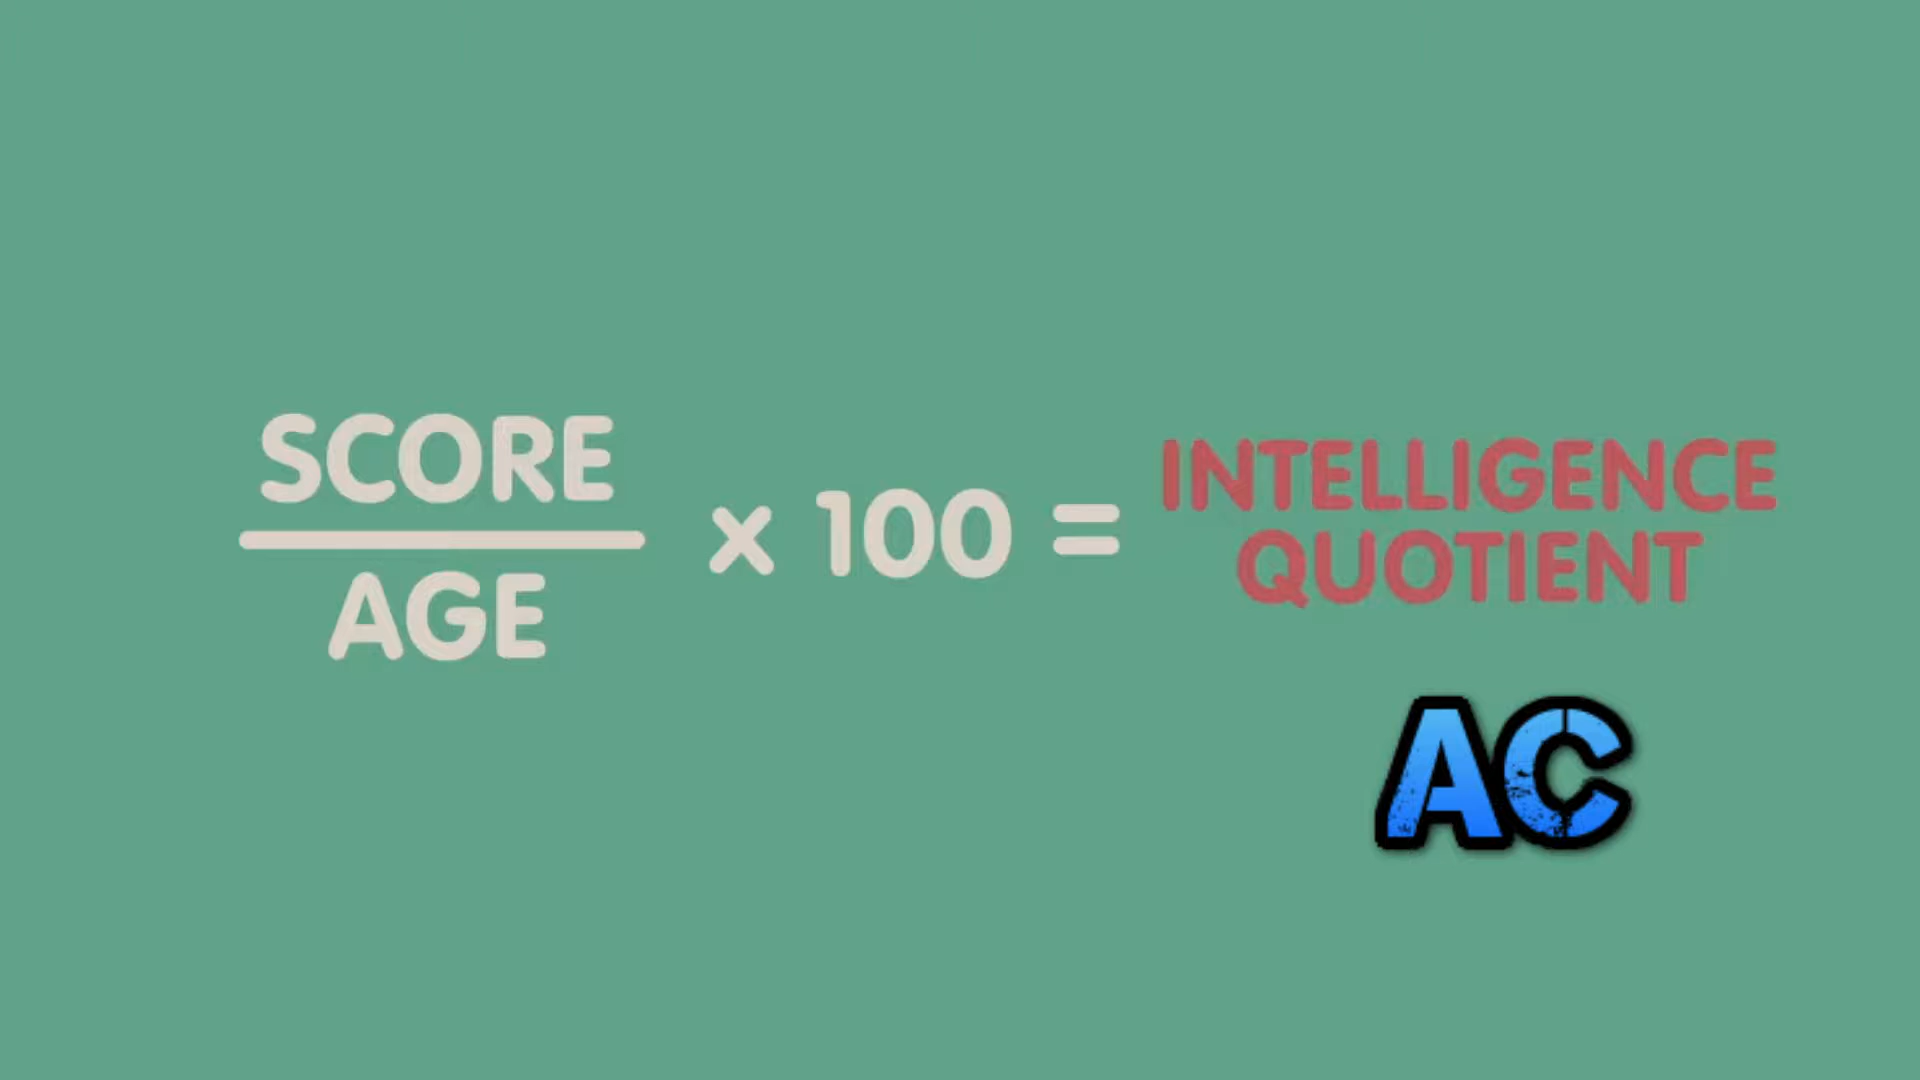 SCORE
AGE
x 100 =
INTELLIGENCE
QUOTIENT
AC